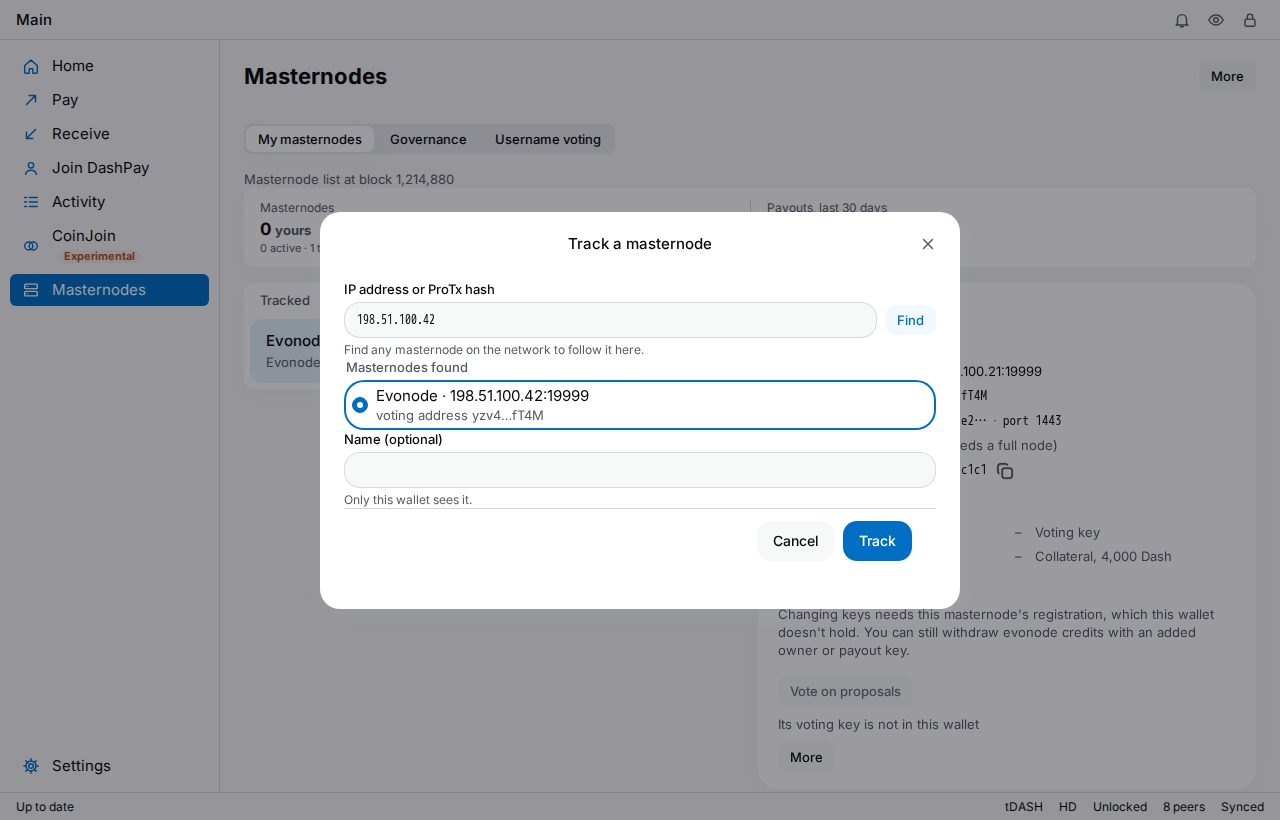 Main
Home
Pay
Receive
Join DashPay
Activity
CoinJoin
Experimental
Masternodes
Settings
Masternodes
More
My masternodes
Governance
Username voting
Masternode list at block 1,214,880
Masternodes
0 yours
0 active · 1 t
Payouts, last 30 days
Tracked
Evonod
Evonode
Track a masternode
IP address or ProTx hash
198.51.100.42
Find
Find any masternode on the network to follow it here.
Masternodes found
Evonode · 198.51.100.42:19999
voting address yzv4…fT4M
Name (optional)
Only this wallet sees it.
Cancel
Track
.100.21:19999
fT4M
e2⋯ · port 1443
eds a full node)
c1c1
– Voting key
– Collateral, 4,000 Dash
Changing keys needs this masternode's registration, which this wallet
doesn't hold. You can still withdraw evonode credits with an added
owner or payout key.
Vote on proposals
Its voting key is not in this wallet
More
Up to date
tDASH
HD
Unlocked
8 peers
Synced